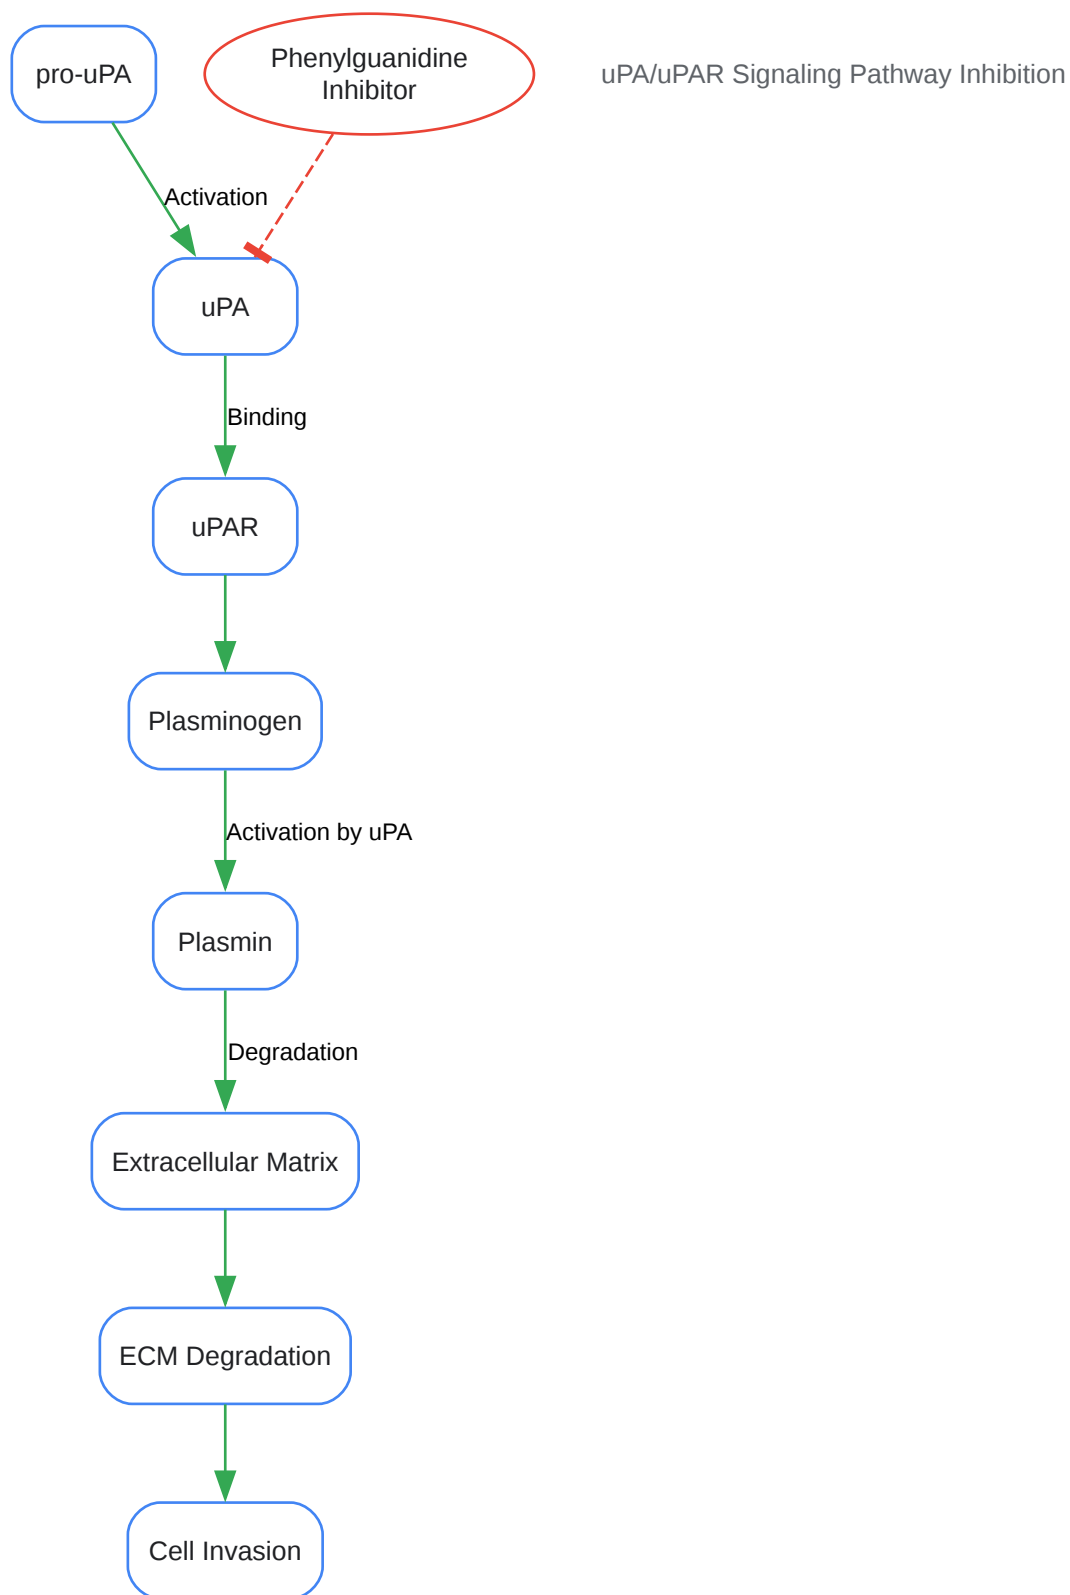 pro-uPA
Phenylguanidine
Inhibitor
uPA/uPAR Signaling Pathway Inhibition
Activation
uPA
Binding
uPAR
Plasminogen
Activation by uPA
Plasmin
Degradation
Extracellular Matrix
ECM Degradation
Cell Invasion